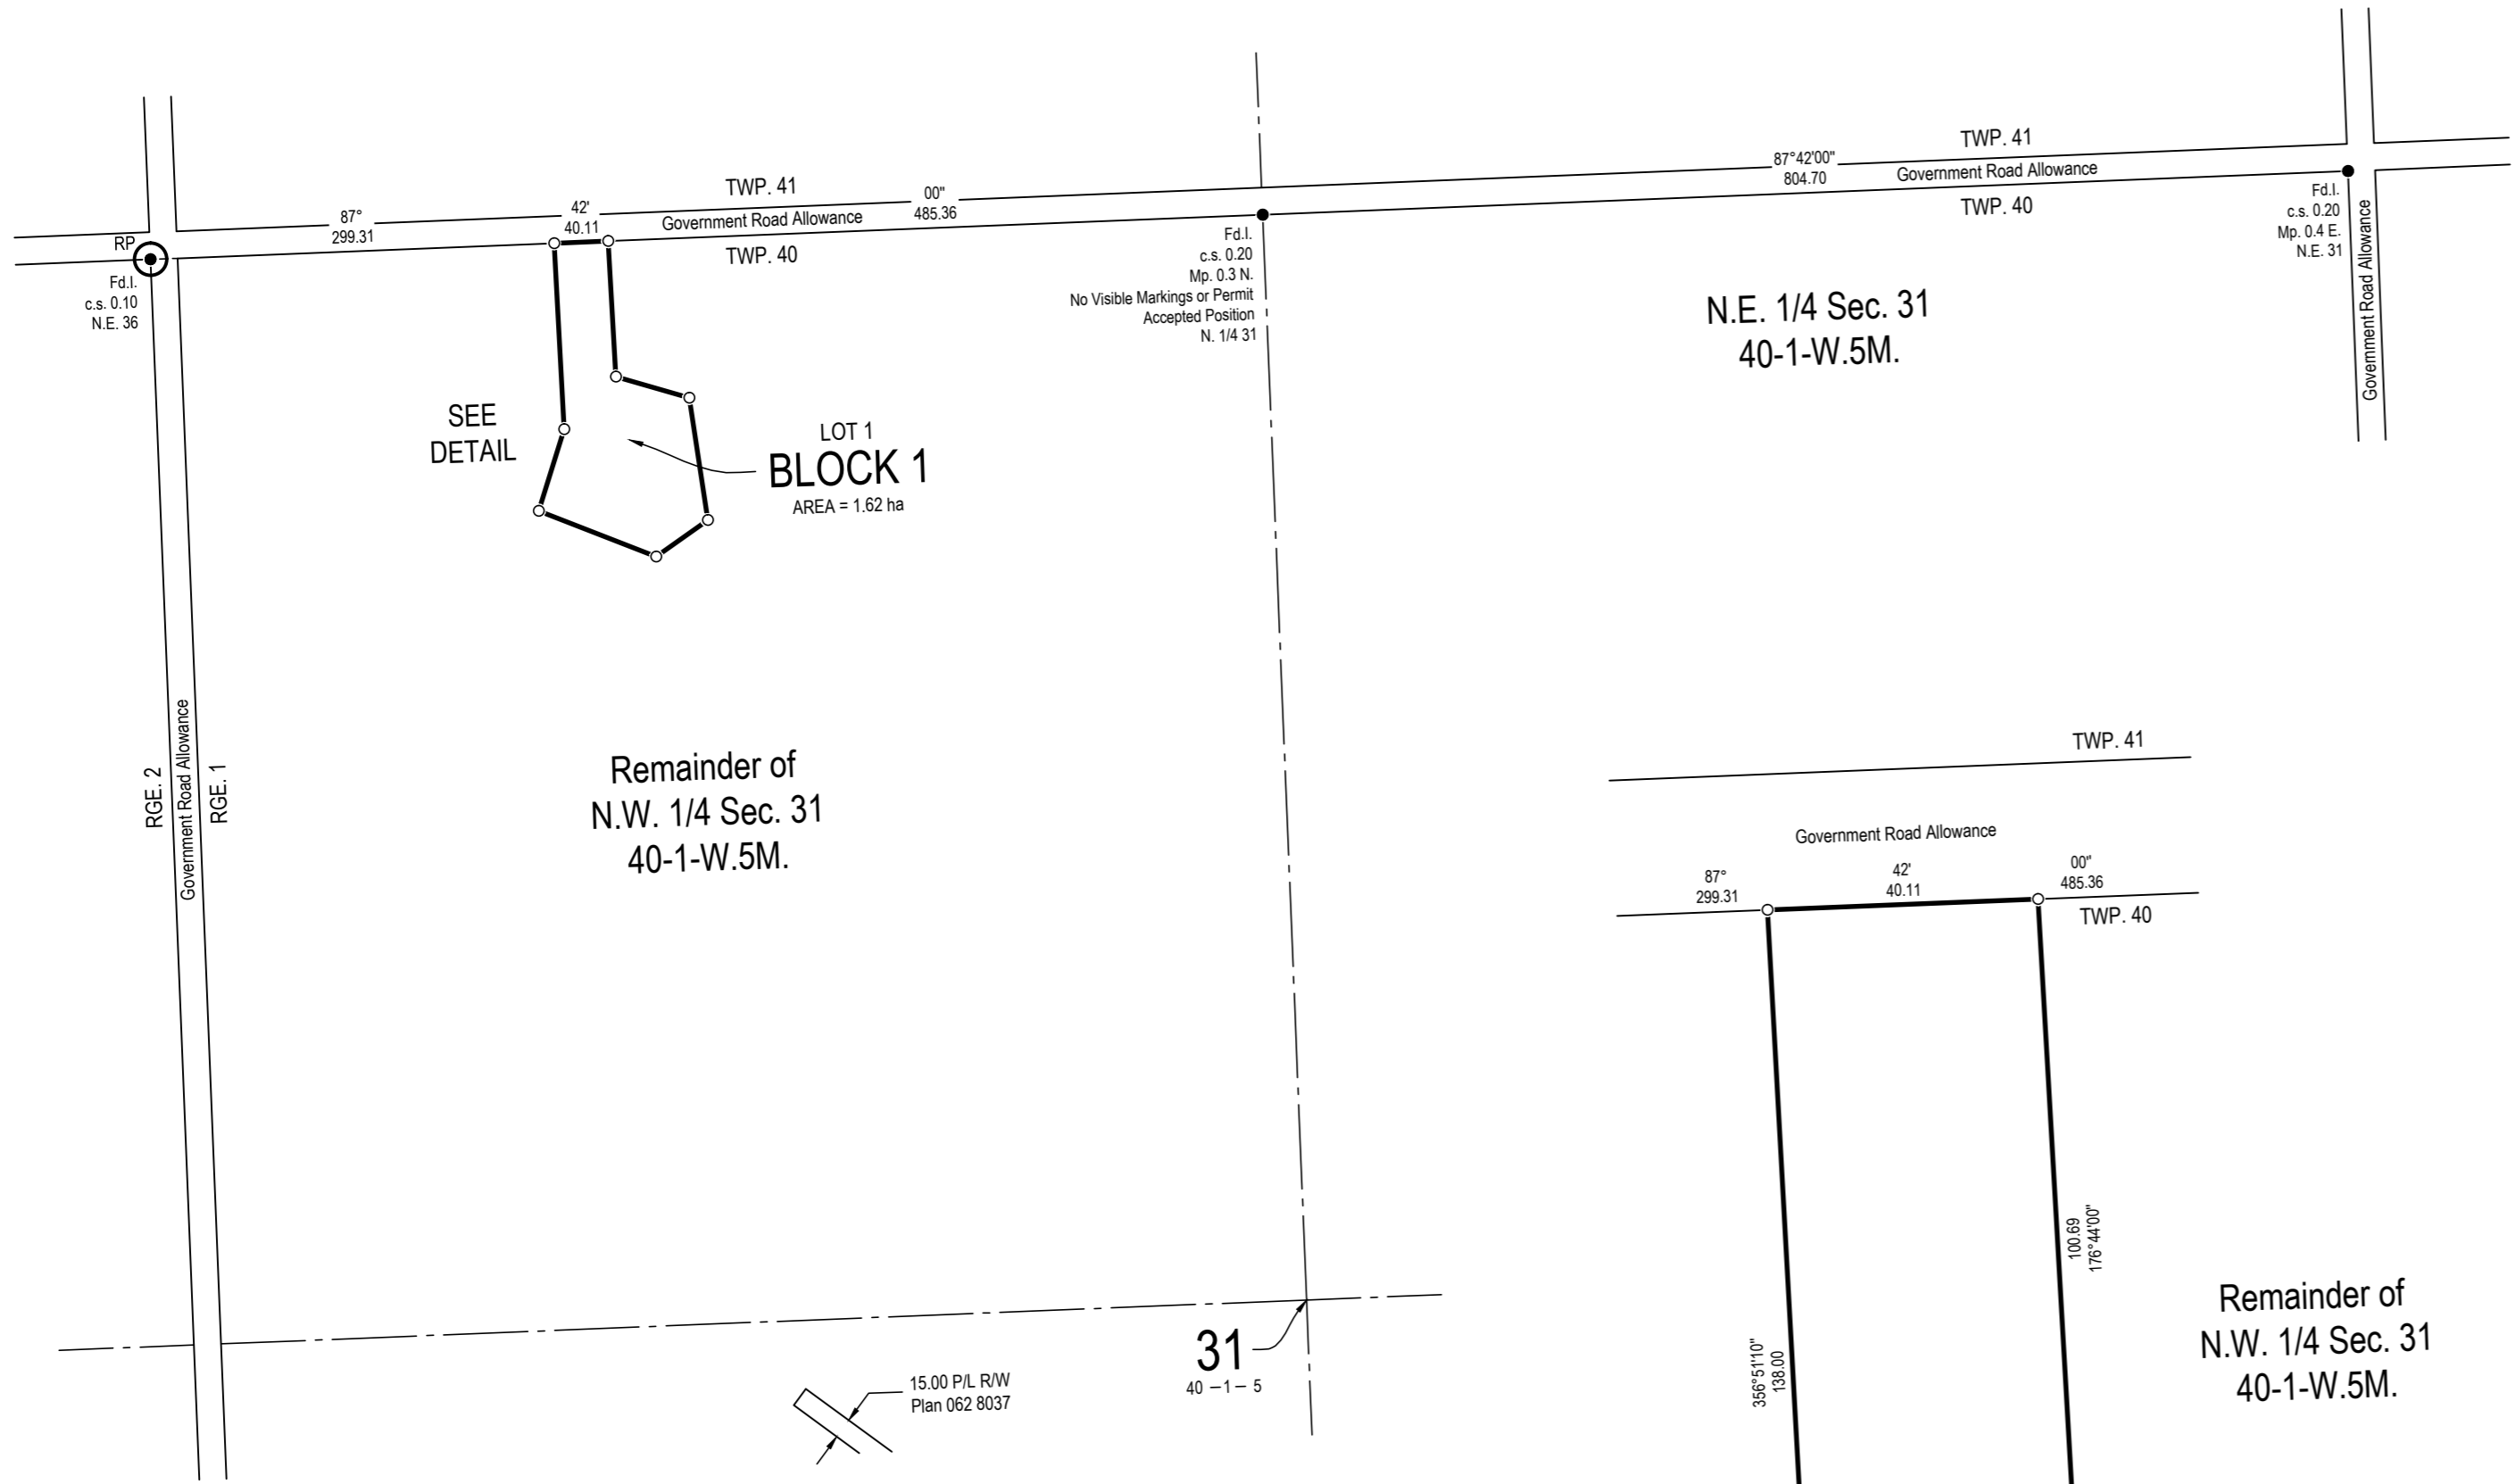 TWP. 41
87°42'00"
804.70
Government Road Allowance
TWP. 40
TWP. 41
87°
299.31
42'
40.11
Government Road Allowance
00"
485.36
TWP. 40
RP
Fd.I.
c.s. 0.10
N.E. 36
Fd.I.
c.s. 0.20
Mp. 0.3 N.
No Visible Markings or Permit
Accepted Position
N. 1/4 31
Fd.I.
c.s. 0.20
Mp. 0.4 E.
N.E. 31
Government Road Allowance
N.E. 1/4 Sec. 31
40-1-W.5M.
SEE
DETAIL
LOT 1
BLOCK 1
AREA = 1.62 ha
RGE. 2
Government Road Allowance
RGE. 1
Remainder of
N.W. 1/4 Sec. 31
40-1-W.5M.
TWP. 41
Government Road Allowance
87°
299.31
42'
40.11
00"
485.36
TWP. 40
100.69
176°44'00"
356°51'10"
138.00
Remainder of
N.W. 1/4 Sec. 31
40-1-W.5M.
31
40 – 1 – 5
15.00 P/L R/W
Plan 062 8037